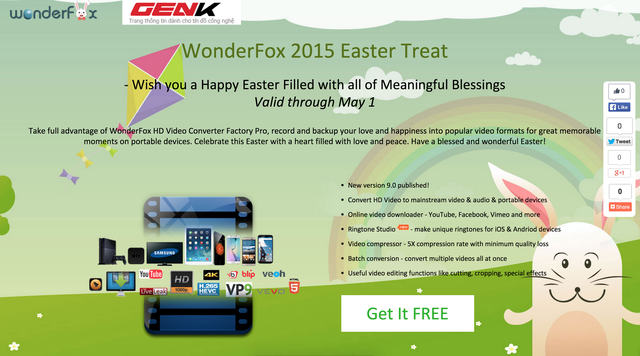 wonderFox
GENK
Trang thông tin dành cho tín đồ công nghệ
WonderFox 2015 Easter Treat
- Wish you a Happy Easter Filled with all of Meaningful Blessings
Valid through May 1
Take full advantage of WonderFox HD Video Converter Factory Pro, record and backup your love and happiness into popular video formats for great memorable
moments on portable devices. Celebrate this Easter with a heart filled with love and peace. Have a blessed and wonderful Easter!
0
Like
0
Tweet
0
g+1
0
Share
New version 9.0 published!
Convert HD Video to mainstream video & audio & portable devices
Online video downloader - YouTube, Facebook, Vimeo and more
Ringtone Studio - make unique ringtones for iOS & Andriod devices
Video compressor - 5X compression rate with minimum quality loss
Batch conversion - convert multiple videos all at once
Useful video editing functions like cutting, cropping, special effects
SAMSUNG
YouTube HD 4K blip veoh
LiveLeak 1080p H.265 HEVC VP9 VEVO 5
Get It FREE